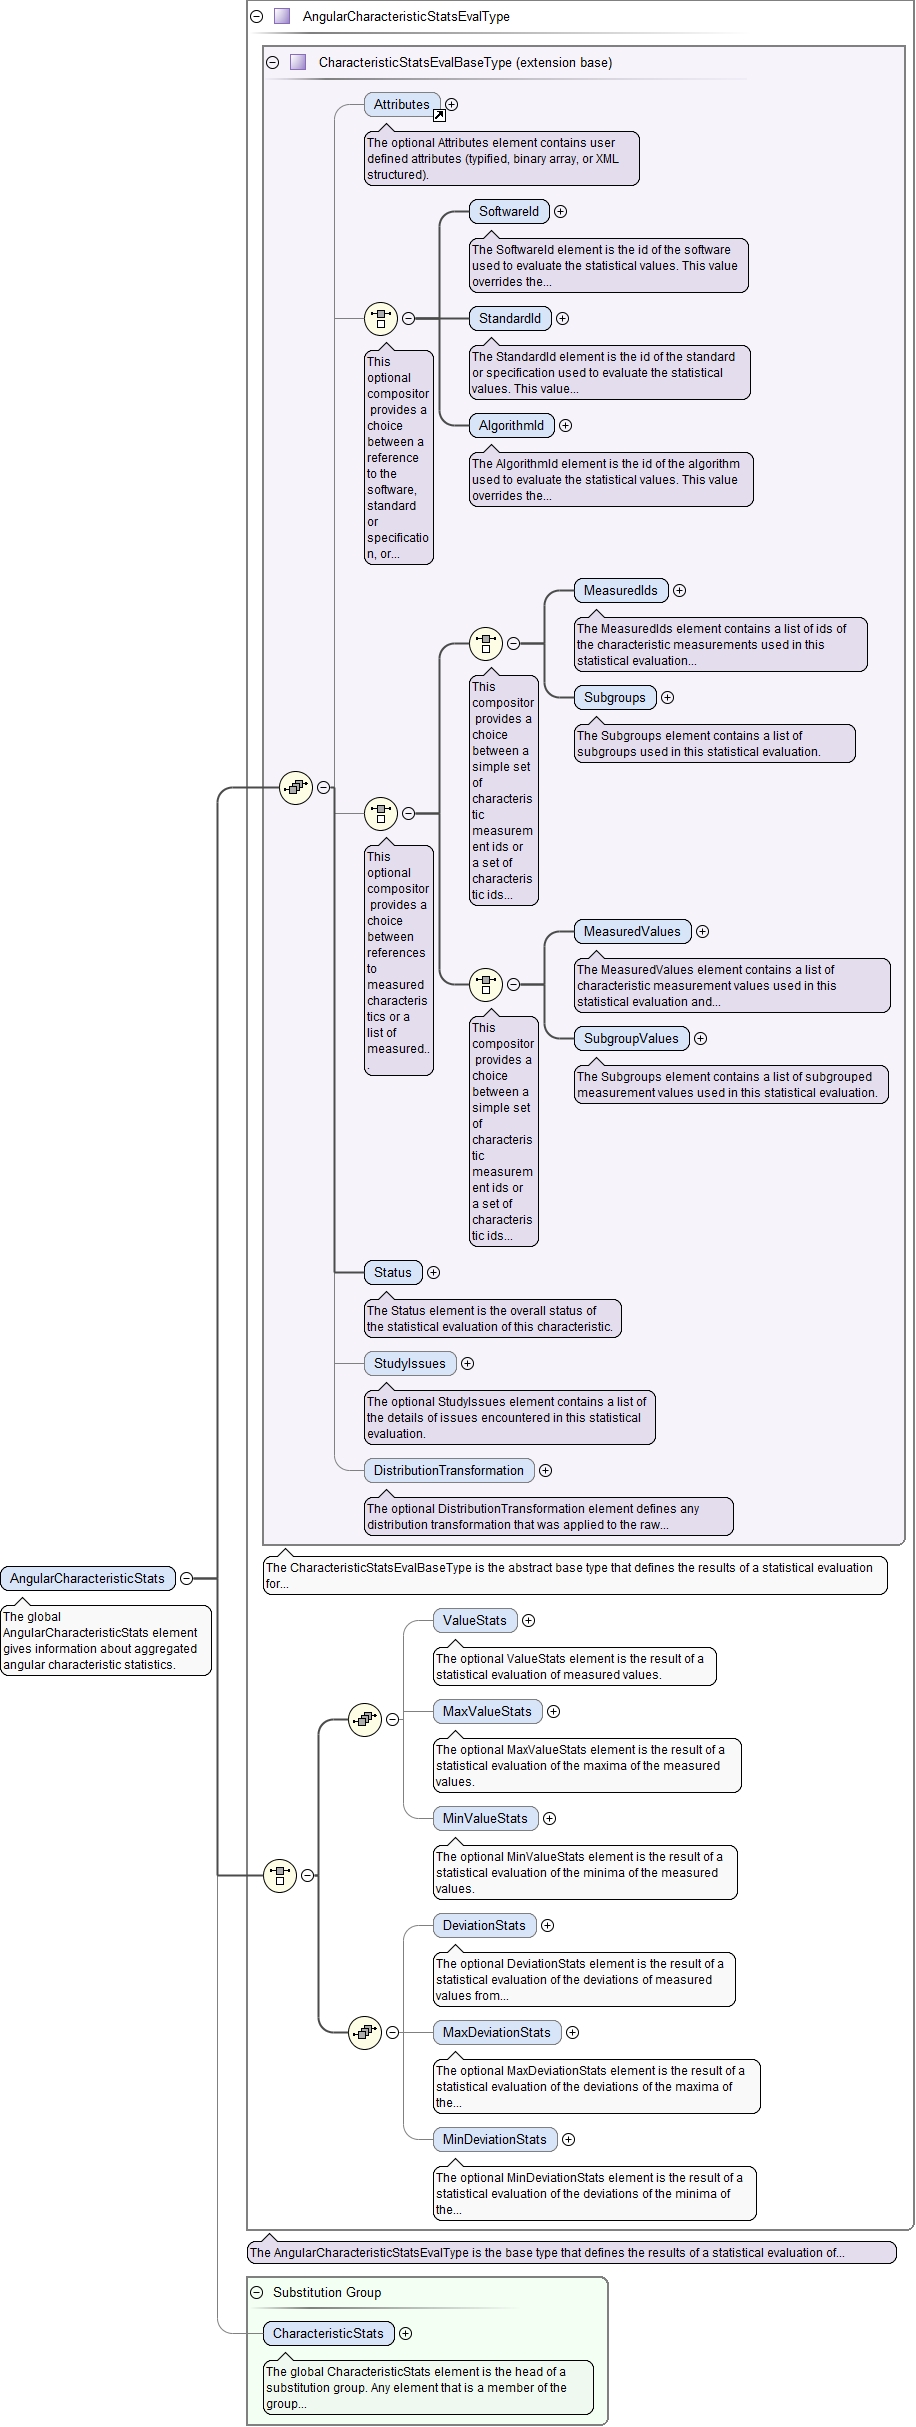 AngularCharacteristicStatsEvalType
CharacteristicStatsEvalBaseType (extension base)
Attributes
The optional Attributes element contains user
defined attributes (typified, binary array, or XML
structured).
SoftwareId
The SoftwareId element is the id of the software
used to evaluate the statistical values. This value
overrides the...
StandardId
The StandardId element is the id of the standard
or specification used to evaluate the statistical
values. This value...
This
optional
compositor
provides a
choice
between a
reference
to the
software,
standard
or
specificatio
n, or...
AlgorithmId
The AlgorithmId element is the id of the algorithm
used to evaluate the statistical values. This value
overrides the...
MeasuredIds
The MeasuredIds element contains a list of ids of
the characteristic measurements used in this
statistical evaluation...
This
compositor
provides a
choice
between a
simple set
of
characteris
tic
measurem
ent ids or
a set of
characteris
tic ids...
Subgroups
The Subgroups element contains a list of
subgroups used in this statistical evaluation.
This
optional
compositor
provides a
choice
between
references
to
measured
characteris
tics or a
list of
measured..
.
MeasuredValues
The MeasuredValues element contains a list of
characteristic measurement values used in this
statistical evaluation and...
This
compositor
provides a
choice
between a
simple set
of
characteris
tic
measurem
ent ids or
a set of
characteris
tic ids...
SubgroupValues
The Subgroups element contains a list of subgrouped
measurement values used in this statistical evaluation.
Status
The Status element is the overall status of
the statistical evaluation of this characteristic.
StudyIssues
The optional StudyIssues element contains a list of
the details of issues encountered in this statistical
evaluation.
DistributionTransformation
The optional DistributionTransformation element defines any
distribution transformation that was applied to the raw...
The CharacteristicStatsEvalBaseType is the abstract base type that defines the results of a statistical evaluation
for...
AngularCharacteristicStats
The global
AngularCharacteristicStats element
gives information about aggregated
angular characteristic statistics.
ValueStats
The optional ValueStats element is the result of a
statistical evaluation of measured values.
MaxValueStats
The optional MaxValueStats element is the result of a
statistical evaluation of the maxima of the measured
values.
MinValueStats
The optional MinValueStats element is the result of a
statistical evaluation of the minima of the measured
values.
DeviationStats
The optional DeviationStats element is the result of a
statistical evaluation of the deviations of measured
values from...
MaxDeviationStats
The optional MaxDeviationStats element is the result of a
statistical evaluation of the deviations of the maxima of
the...
MinDeviationStats
The optional MinDeviationStats element is the result of a
statistical evaluation of the deviations of the minima of
the...
The AngularCharacteristicStatsEvalType is the base type that defines the results of a statistical evaluation of...
Substitution Group
CharacteristicStats
The global CharacteristicStats element is the head of a
substitution group. Any element that is a member of the
group...